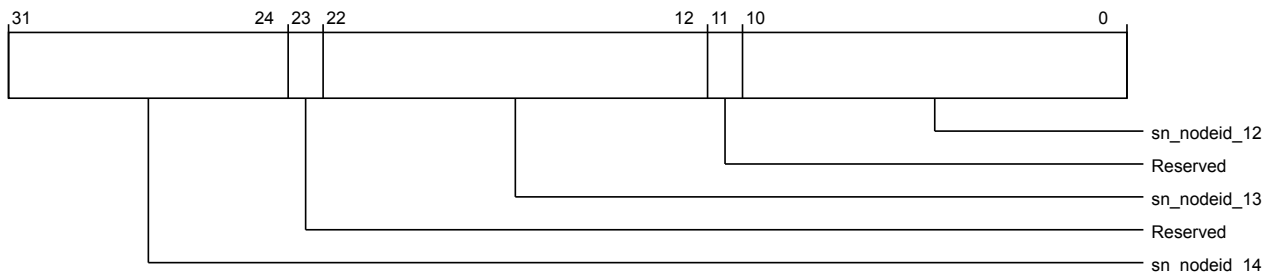 31 24 23 22 12 11 10 0
sn_nodeid_12
Reserved
sn_nodeid_13
Reserved
sn_nodeid_14